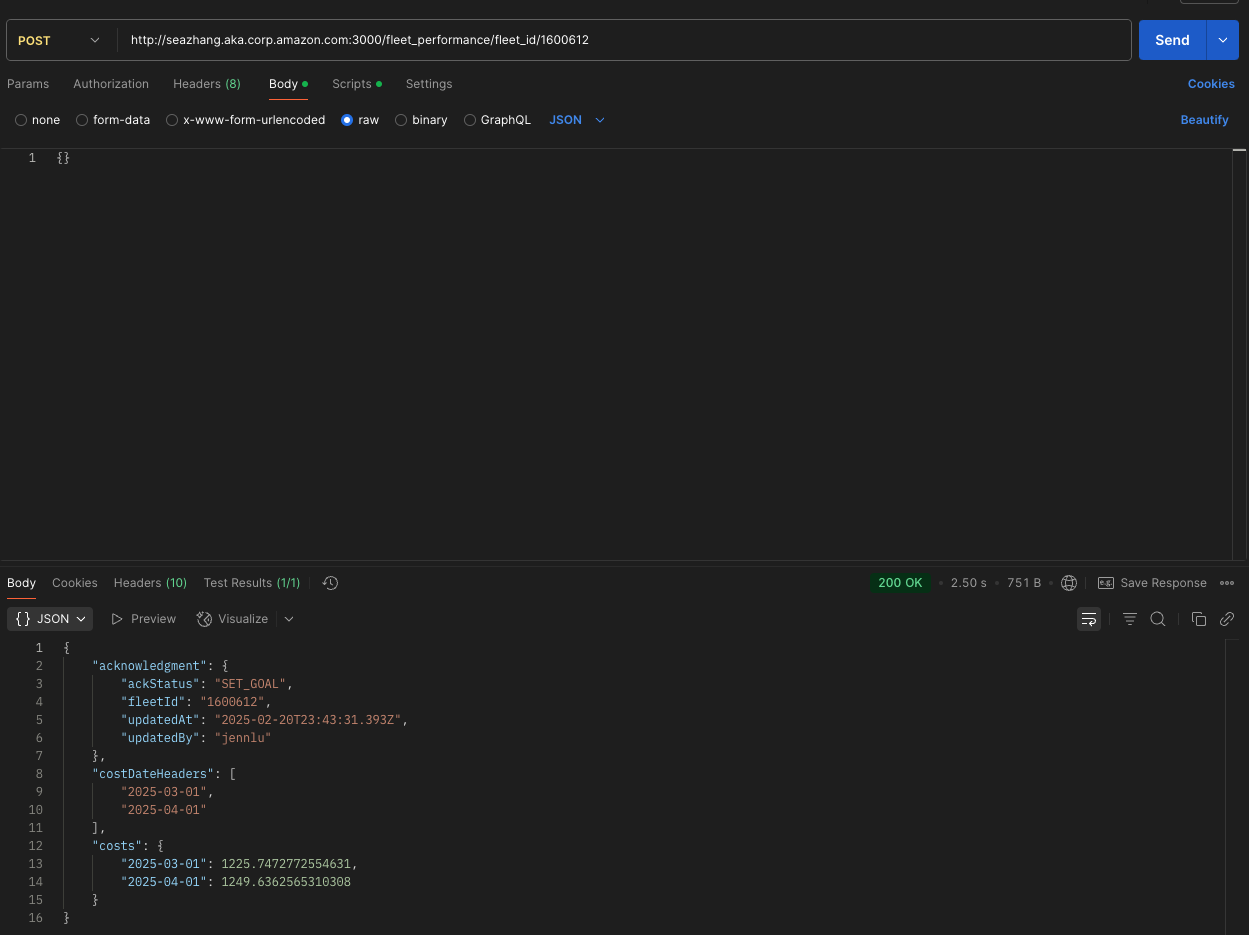 POST http://seazhang.aka.corp.amazon.com:3000/fleet_performance/fleet_id/1600612 Send
Params Authorization Headers (8) Body Scripts Settings Cookies
none form-data x-www-form-urlencoded raw binary GraphQL JSON Beautify
1 {}
Body Cookies Headers (10) Test Results (1/1) 200 OK • 2.50 s • 751 B • e.g. Save Response
{} JSON Preview Visualize
1 {
2 "acknowledgment": {
3 "ackStatus": "SET_GOAL",
4 "fleetId": "1600612",
5 "updatedAt": "2025-02-20T23:43:31.393Z",
6 "updatedBy": "jennlu"
7 },
8 "costDateHeaders": [
9 "2025-03-01",
10 "2025-04-01"
11 ],
12 "costs": {
13 "2025-03-01": 1225.7472772554631,
14 "2025-04-01": 1249.6362565310308
15 }
16 }